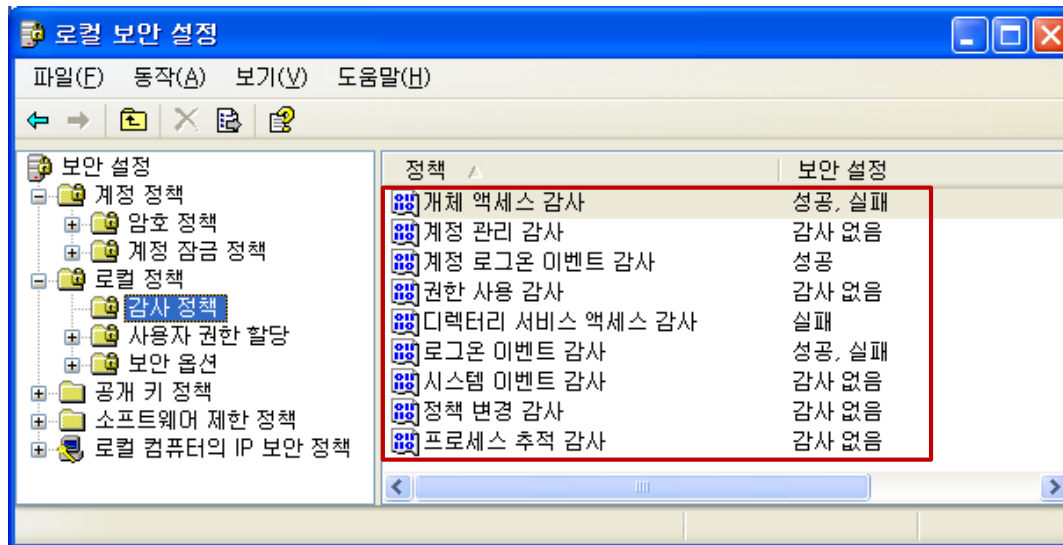 로컬 보안 설정
파일(F) 동작(A) 보기(V) 도움말(H)
보안 설정
계정 정책
암호 정책
계정 잠금 정책
로컬 정책
감사 정책
사용자 권한 할당
보안 옵션
공개 키 정책
소프트웨어 제한 정책
로컬 컴퓨터의 IP 보안 정책
정책 보안 설정
개체 액세스 감사 성공, 실패
계정 관리 감사 감사 없음
계정 로그온 이벤트 감사 성공
권한 사용 감사 감사 없음
디렉터리 서비스 액세스 감사 실패
로그온 이벤트 감사 성공, 실패
시스템 이벤트 감사 감사 없음
정책 변경 감사 감사 없음
프로세스 추적 감사 감사 없음